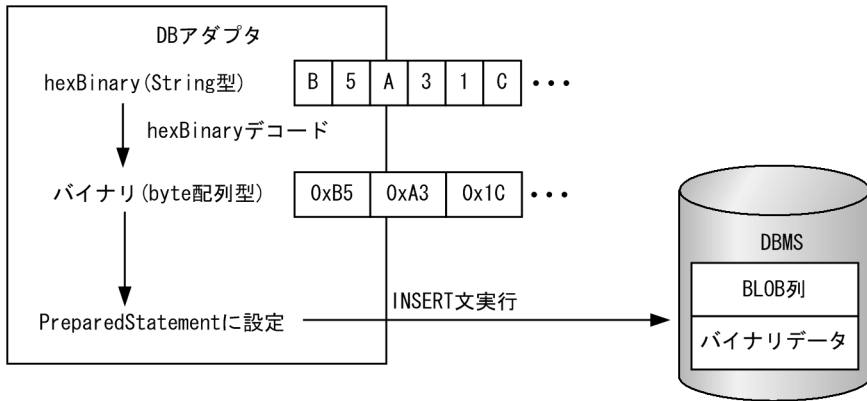 DBアダプタ
hexBinary(String型) B 5 A 3 1 C ・・・
hexBinaryデコード
バイナリ(byte配列型) 0xB5 0xA3 0x1C ・・・
DBMS
BLOB列
INSERT文実行
PreparedStatementに設定
バイナリデータ